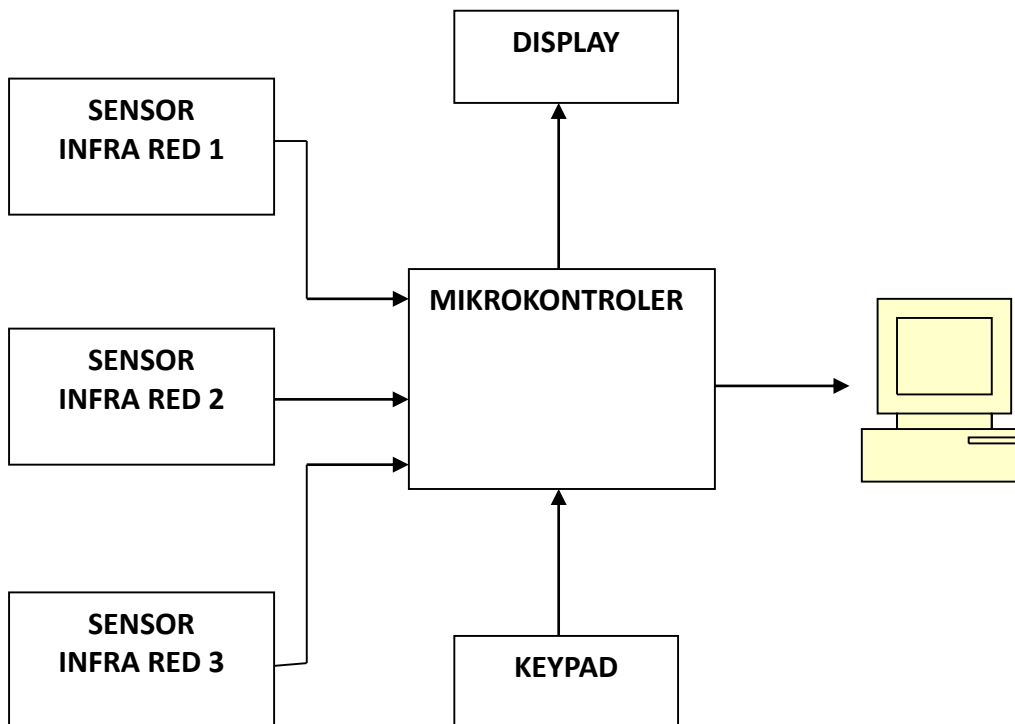 DISPLAY
SENSOR
INFRA RED 1
MIKROKONTROLER
SENSOR
INFRA RED 2
SENSOR
INFRA RED 3
KEYPAD